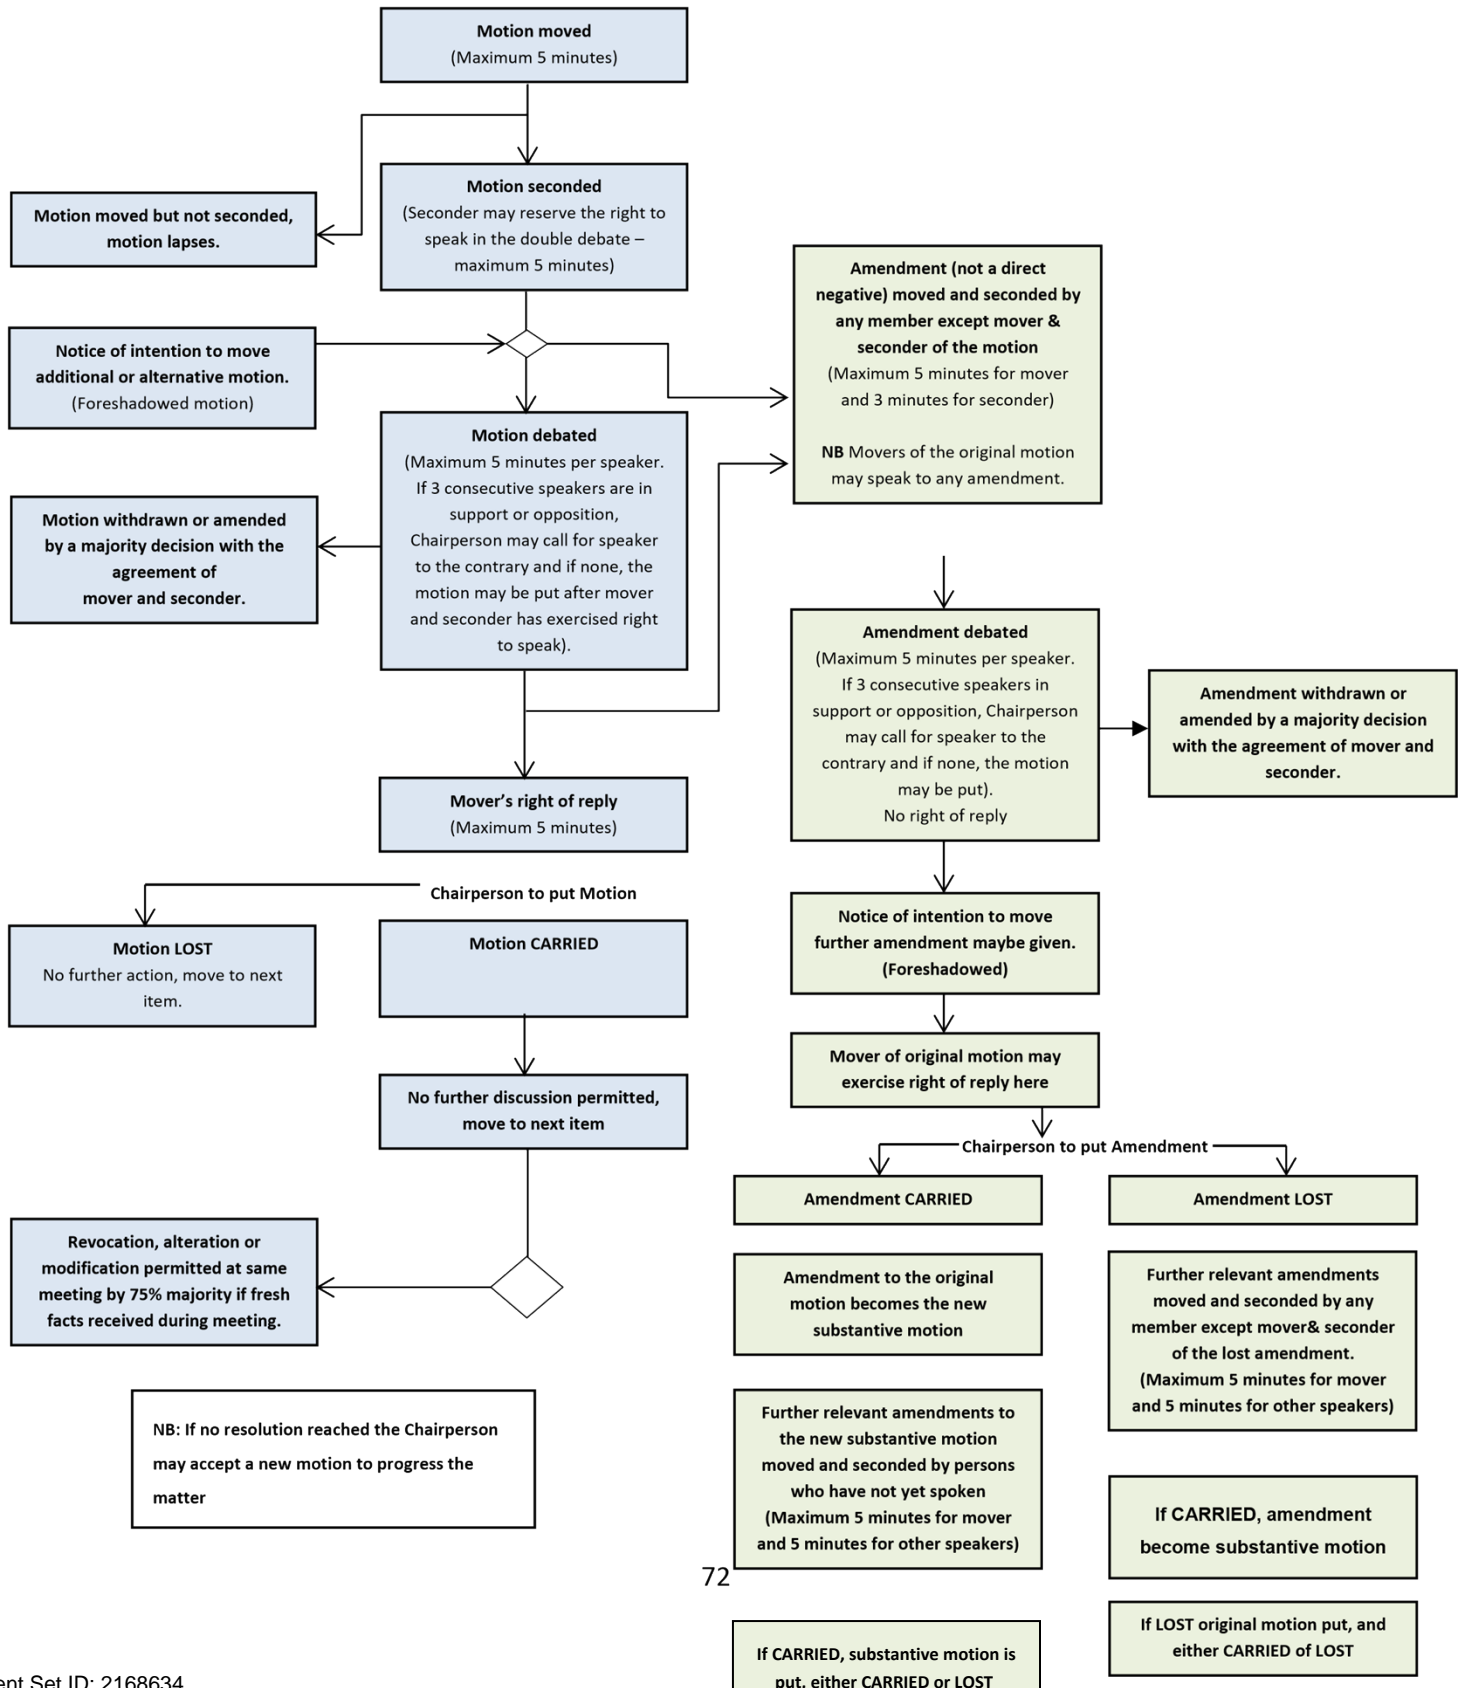 Motion moved
(Maximum 5 minutes)
Motion seconded
(Seconder may reserve the right to
speak in the double debate –
maximum 5 minutes)
Motion moved but not seconded,
motion lapses.
Notice of intention to move
additional or alternative motion.
(Foreshadowed motion)
Motion debated
(Maximum 5 minutes per speaker.
If 3 consecutive speakers are in
support or opposition,
Chairperson may call for speaker
to the contrary and if none, the
motion may be put after mover
and seconder has exercised right
to speak).
Motion withdrawn or amended
by a majority decision with the
agreement of
mover and seconder.
Mover’s right of reply
(Maximum 5 minutes)
Chairperson to put Motion
Motion LOST
No further action, move to next
item.
Motion CARRIED
No further discussion permitted,
move to next item
Revocation, alteration or
modification permitted at same
meeting by 75% majority if fresh
facts received during meeting.
NB: If no resolution reached the Chairperson
may accept a new motion to progress the
matter
Amendment (not a direct
negative) moved and seconded by
any member except mover &
seconder of the motion
(Maximum 5 minutes for mover
and 3 minutes for seconder)
NB Movers of the original motion
may speak to any amendment.
Amendment debated
(Maximum 5 minutes per speaker.
If 3 consecutive speakers in
support or opposition, Chairperson
may call for speaker to the
contrary and if none, the motion
may be put).
No right of reply
Amendment withdrawn or
amended by a majority decision
with the agreement of mover and
seconder.
Notice of intention to move
further amendment maybe given.
(Foreshadowed)
Mover of original motion may
exercise right of reply here
Chairperson to put Amendment
Amendment CARRIED
Amendment to the original
motion becomes the new
substantive motion
Further relevant amendments to
the new substantive motion
moved and seconded by persons
who have not yet spoken
(Maximum 5 minutes for mover
and 5 minutes for other speakers)
If CARRIED, substantive motion is
put, either CARRIED or LOST
Amendment LOST
Further relevant amendments
moved and seconded by any
member except mover& seconder
of the lost amendment.
(Maximum 5 minutes for mover
and 5 minutes for other speakers)
If CARRIED, amendment
become substantive motion
If LOST original motion put, and
either CARRIED of LOST
72
Set ID: 2168634